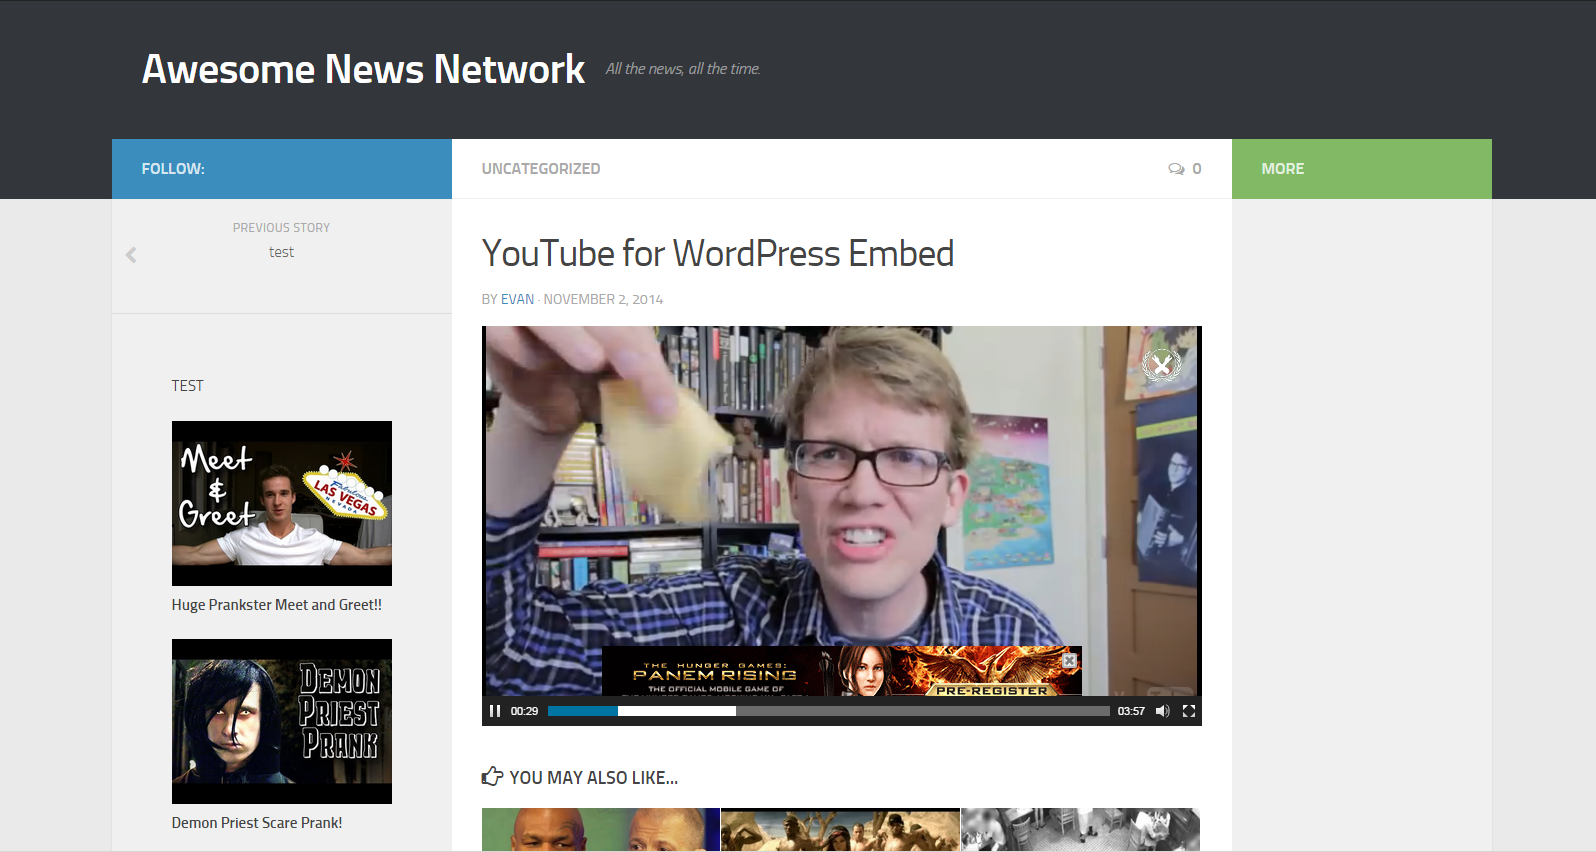 Awesome News Network
All the news, all the time.
FOLLOW:
UNCATEGORIZED
0
MORE
PREVIOUS STORY
test
TEST
Meet
&
Greet
Fabulous
LAS VEGAS
NEVADA
Huge Prankster Meet and Greet!!
DEMON
PRIEST
PRANK
Demon Priest Scare Prank!
YouTube for WordPress Embed
BY EVAN · NOVEMBER 2, 2014
THE HUNGER GAMES:
PANEM RISING
THE OFFICIAL MOBILE GAME OF
PRE-REGISTER
00:29
03:57
YOU MAY ALSO LIKE...